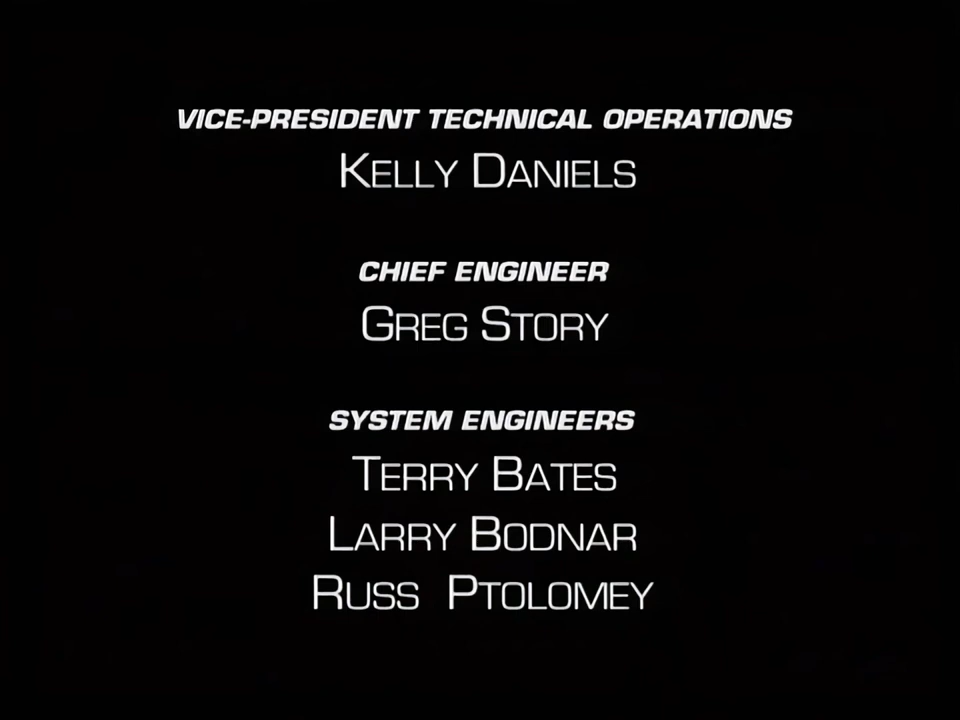 VICE-PRESIDENT TECHNICAL OPERATIONS
KELLY DANIELS
CHIEF ENGINEER
GREG STORY
SYSTEM ENGINEERS
TERRY BATES
LARRY BODNAR
RUSS PTOLOMEY